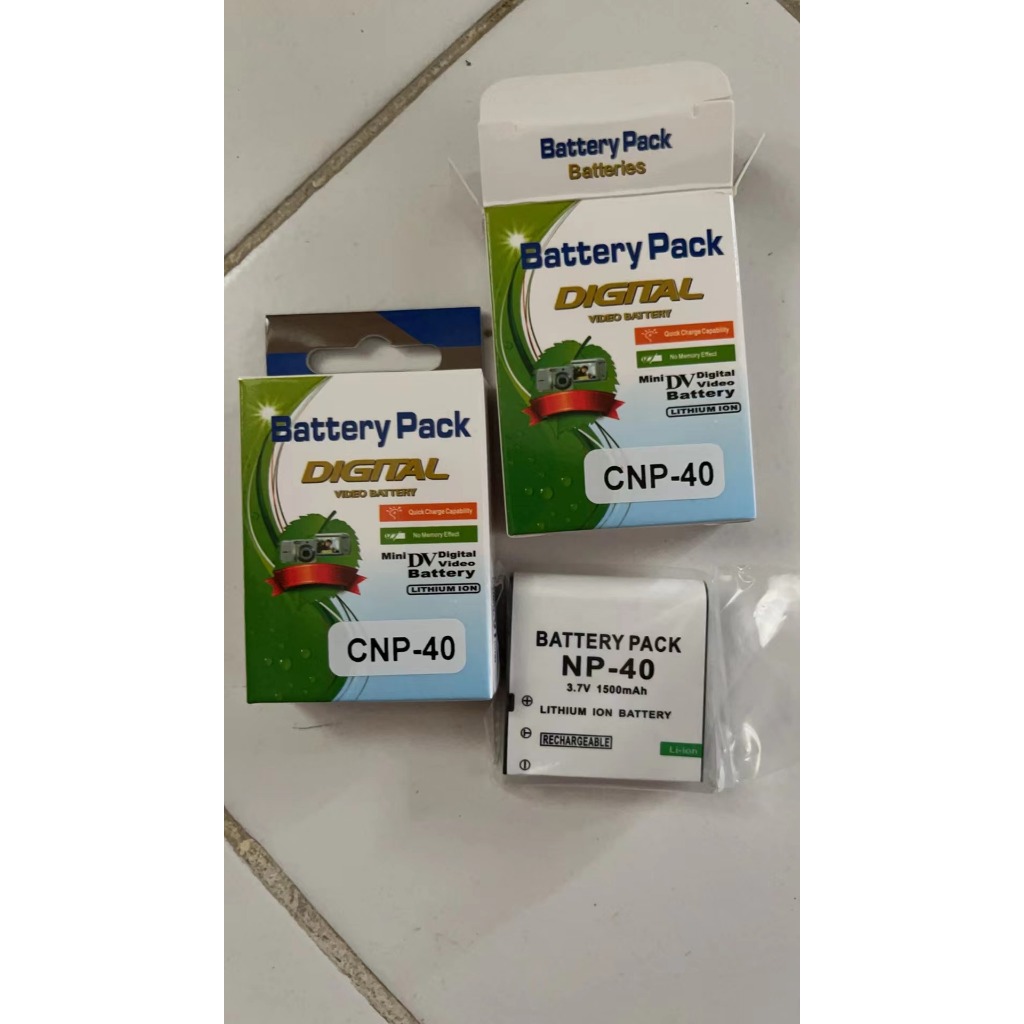 Battery Pack
Batteries
Battery Pack
DIGITAL
VIDEO BATTERY
Quick Charge Capability
No Memory Effect
Mini DV Digital Video
Battery
LITHIUM ION
CNP-40
Battery Pack
DIGITAL
VIDEO BATTERY
Quick Charge Capability
No Memory Effect
Mini DV Digital Video
Battery
LITHIUM ION
CNP-40
BATTERY PACK
NP-40
3.7V 1500mAh
LITHIUM ION BATTERY
RECHARGEABLE
Li-ion